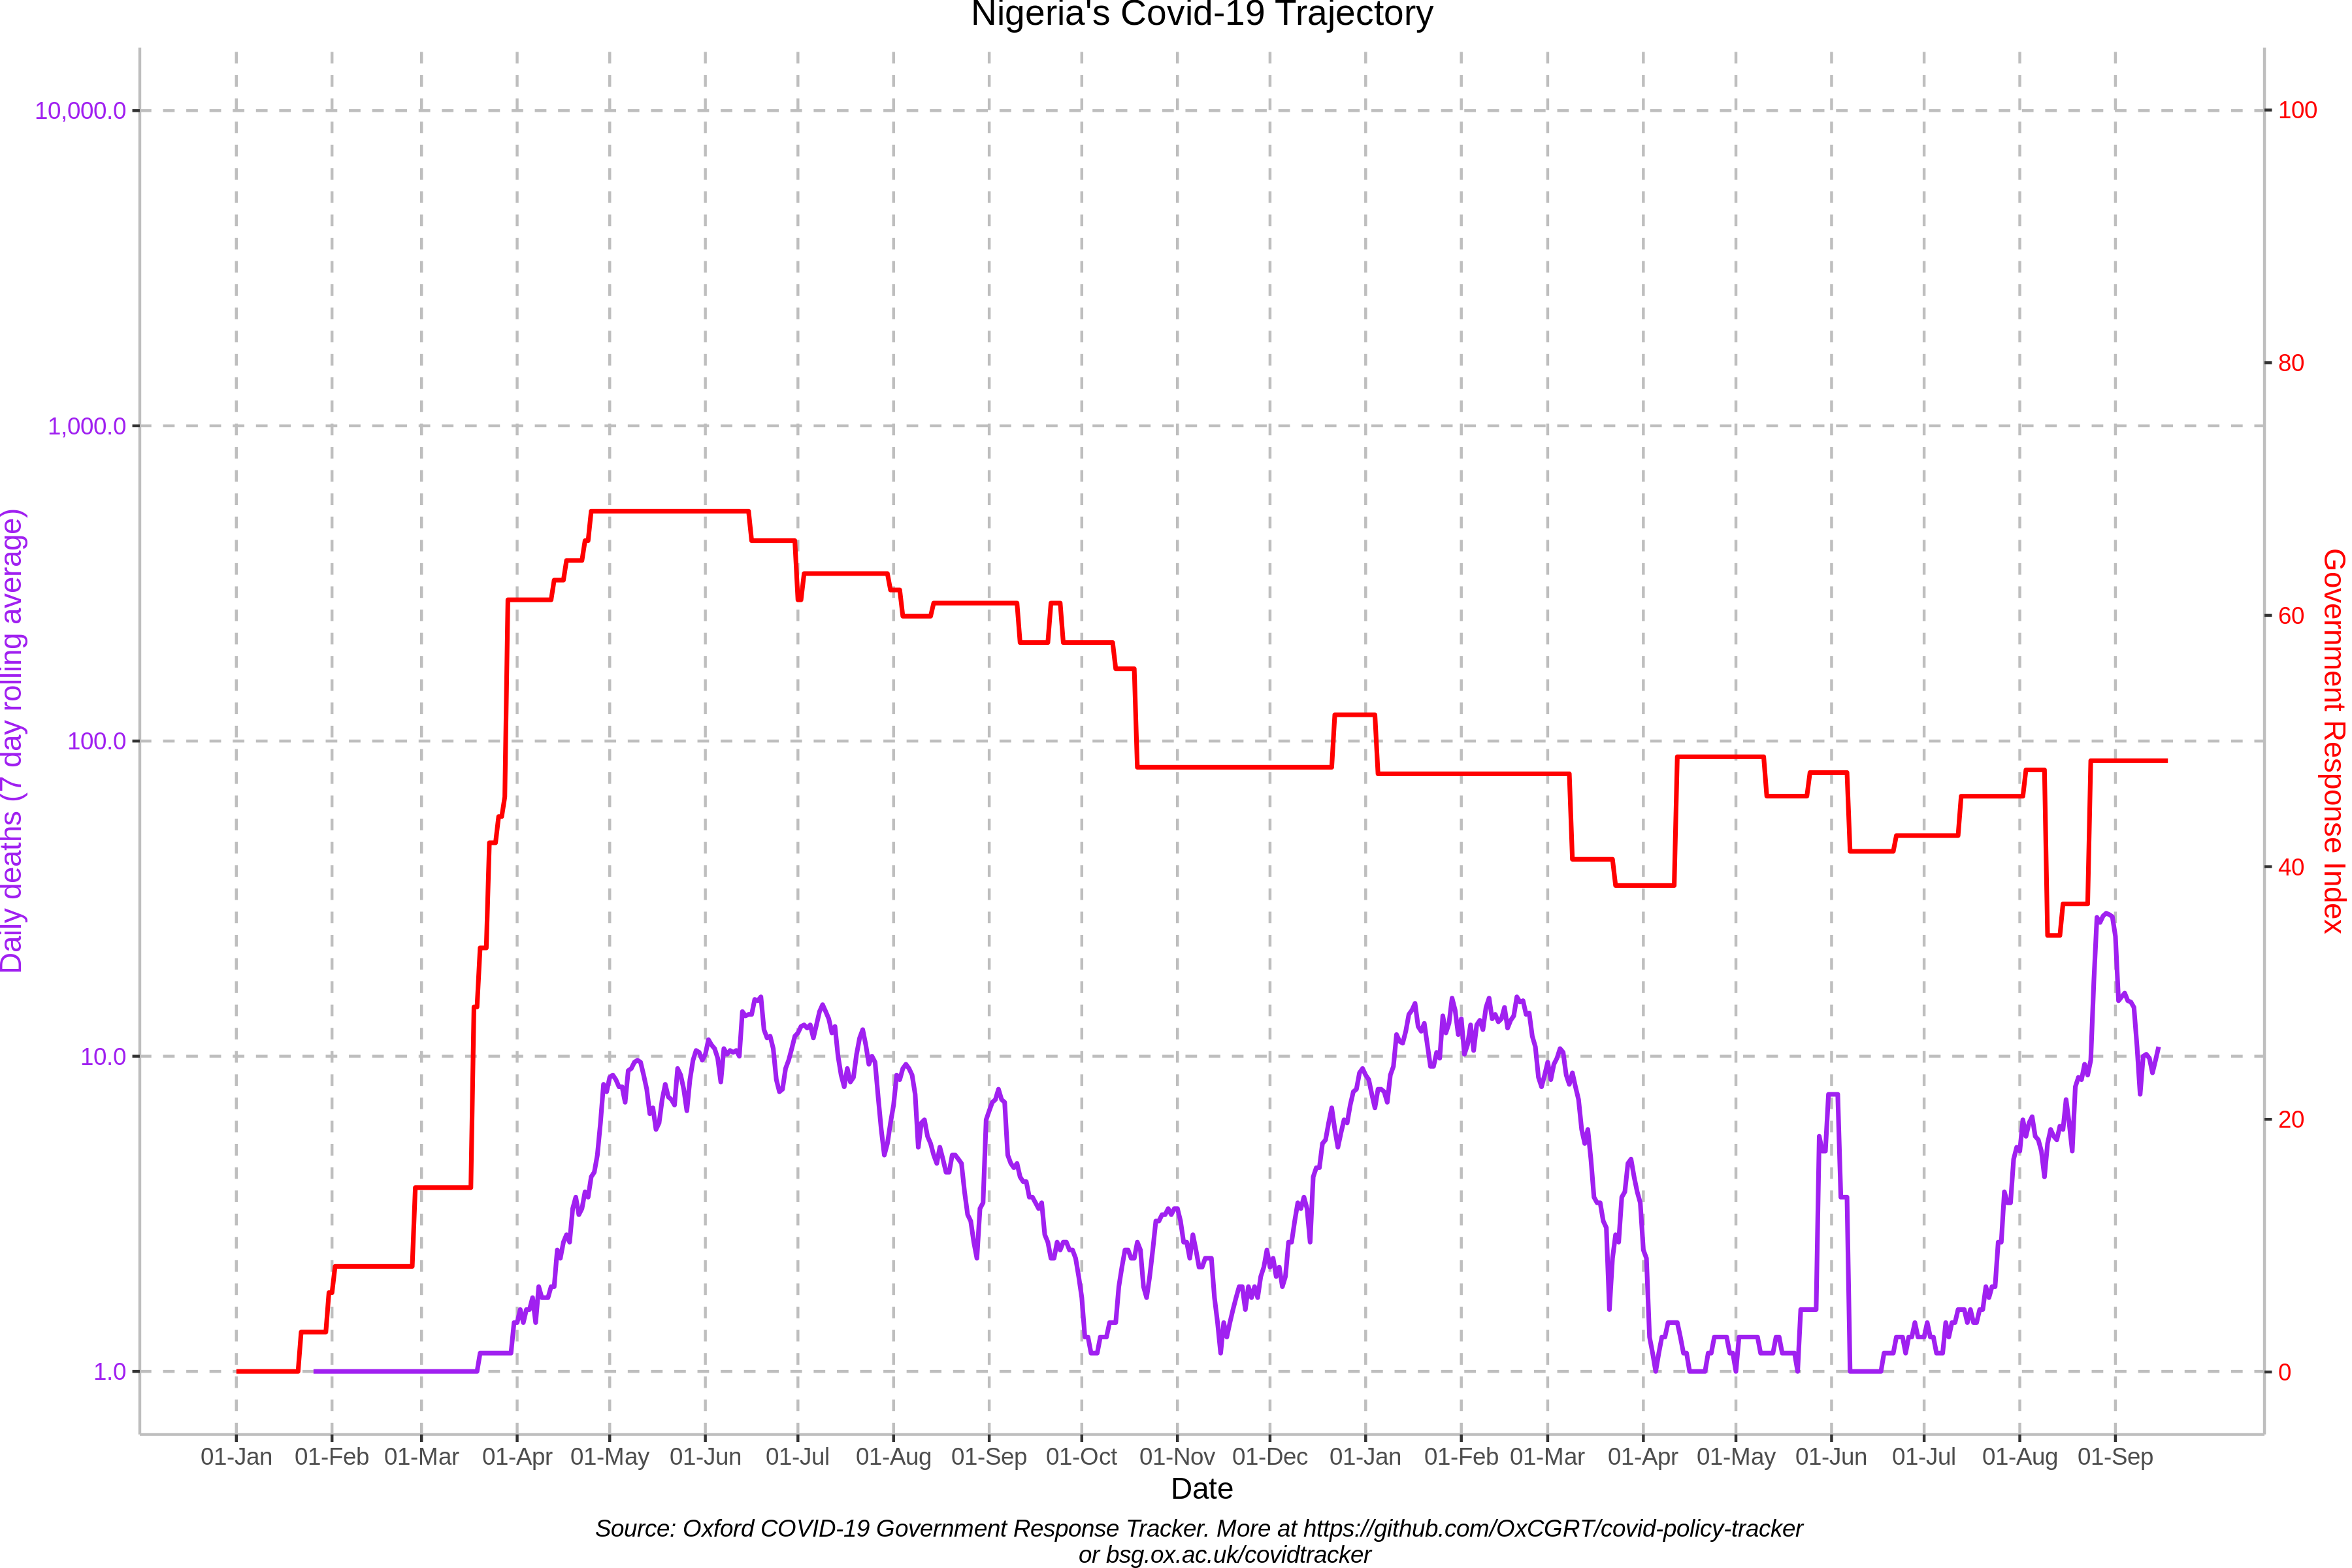 Nigeria's Covid-19 Trajectory
10,000.0
1,000.0
100.0
10.0
1.0
Daily deaths (7 day rolling average)
100
80
60
40
20
0
Government Response Index
01-Jan 01-Feb 01-Mar 01-Apr 01-May 01-Jun 01-Jul 01-Aug 01-Sep 01-Oct 01-Nov 01-Dec 01-Jan 01-Feb 01-Mar 01-Apr 01-May 01-Jun 01-Jul 01-Aug 01-Sep
Date
Source: Oxford COVID-19 Government Response Tracker. More at https://github.com/OxCGRT/covid-policy-tracker
or bsg.ox.ac.uk/covidtracker